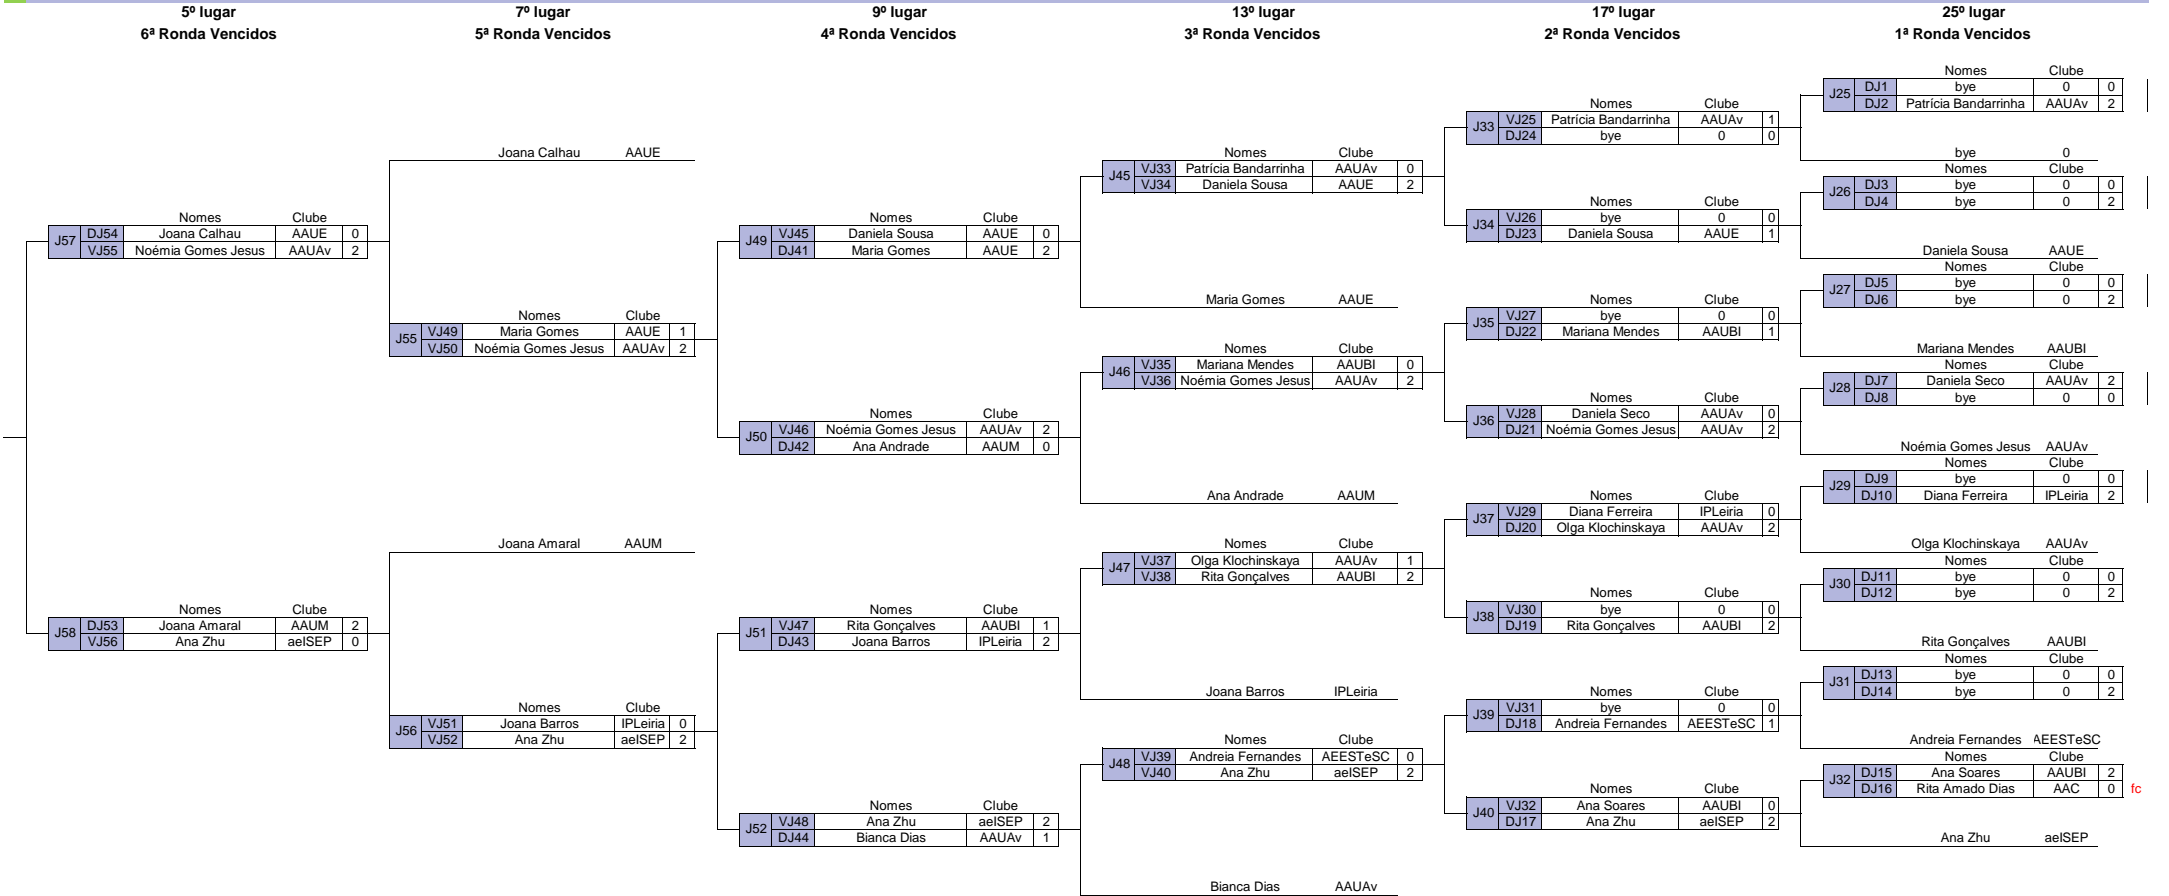 5º lugar 7º lugar 9º lugar 13º lugar 17º lugar 25º lugar
6ª Ronda Vencidos 5ª Ronda Vencidos 4ª Ronda Vencidos 3ª Ronda Vencidos 2ª Ronda Vencidos 1ª Ronda Vencidos
Nomes Clube
J57 DJ54 Joana Calhau AAUE 0
VJ55 Noémia Gomes Jesus AAUAv 2
Nomes Clube
J58 DJ53 Joana Amaral AAUM 2
VJ56 Ana Zhu aeISEP 0
Joana Calhau AAUE
Nomes Clube
J55 VJ49 Maria Gomes AAUE 1
VJ50 Noémia Gomes Jesus AAUAv 2
Joana Amaral AAUM
Nomes Clube
J56 VJ51 Joana Barros IPLeiria 0
VJ52 Ana Zhu aeISEP 2
Nomes Clube
J49 VJ45 Daniela Sousa AAUE 0
DJ41 Maria Gomes AAUE 2
Nomes Clube
J50 VJ46 Noémia Gomes Jesus AAUAv 2
DJ42 Ana Andrade AAUM 0
Nomes Clube
J51 VJ47 Rita Gonçalves AAUBI 1
DJ43 Joana Barros IPLeiria 2
Nomes Clube
J52 VJ48 Ana Zhu aeISEP 2
DJ44 Bianca Dias AAUAv 1
Nomes Clube
J45 VJ33 Patrícia Bandarrinha AAUAv 0
VJ34 Daniela Sousa AAUE 2
Maria Gomes AAUE
Nomes Clube
J46 VJ35 Mariana Mendes AAUBI 0
VJ36 Noémia Gomes Jesus AAUAv 2
Ana Andrade AAUM
Nomes Clube
J47 VJ37 Olga Klochinskaya AAUAv 1
VJ38 Rita Gonçalves AAUBI 2
Joana Barros IPLeiria
Nomes Clube
J48 VJ39 Andreia Fernandes AEESTeSC 0
VJ40 Ana Zhu aeISEP 2
Bianca Dias AAUAv
Nomes Clube
J33 VJ25 Patrícia Bandarrinha AAUAv 1
DJ24 bye 0 0
Nomes Clube
J34 VJ26 bye 0 0
DJ23 Daniela Sousa AAUE 1
Nomes Clube
J35 VJ27 bye 0 0
DJ22 Mariana Mendes AAUBI 1
Nomes Clube
J36 VJ28 Daniela Seco AAUAv 0
DJ21 Noémia Gomes Jesus AAUAv 2
Nomes Clube
J37 VJ29 Diana Ferreira IPLeiria 0
DJ20 Olga Klochinskaya AAUAv 2
Nomes Clube
J38 VJ30 bye 0 0
DJ19 Rita Gonçalves AAUBI 2
Nomes Clube
J39 VJ31 bye 0 0
DJ18 Andreia Fernandes AEESTeSC 1
Nomes Clube
J40 VJ32 Ana Soares AAUBI 0
DJ17 Ana Zhu aeISEP 2
Nomes Clube
J25 DJ1 bye 0 0
DJ2 Patrícia Bandarrinha AAUAv 2
bye 0
Nomes Clube
J26 DJ3 bye 0 0
DJ4 bye 0 2
Daniela Sousa AAUE
Nomes Clube
J27 DJ5 bye 0 0
DJ6 bye 0 2
Mariana Mendes AAUBI
Nomes Clube
J28 DJ7 Daniela Seco AAUAv 2
DJ8 bye 0 0
Noémia Gomes Jesus AAUAv
Nomes Clube
J29 DJ9 bye 0 0
DJ10 Diana Ferreira IPLeiria 2
Olga Klochinskaya AAUAv
Nomes Clube
J30 DJ11 bye 0 0
DJ12 bye 0 2
Rita Gonçalves AAUBI
Nomes Clube
J31 DJ13 bye 0 0
DJ14 bye 0 2
Andreia Fernandes AEESTeSC
Nomes Clube
J32 DJ15 Ana Soares AAUBI 2
DJ16 Rita Amado Dias AAC 0 fc
Ana Zhu aeISEP